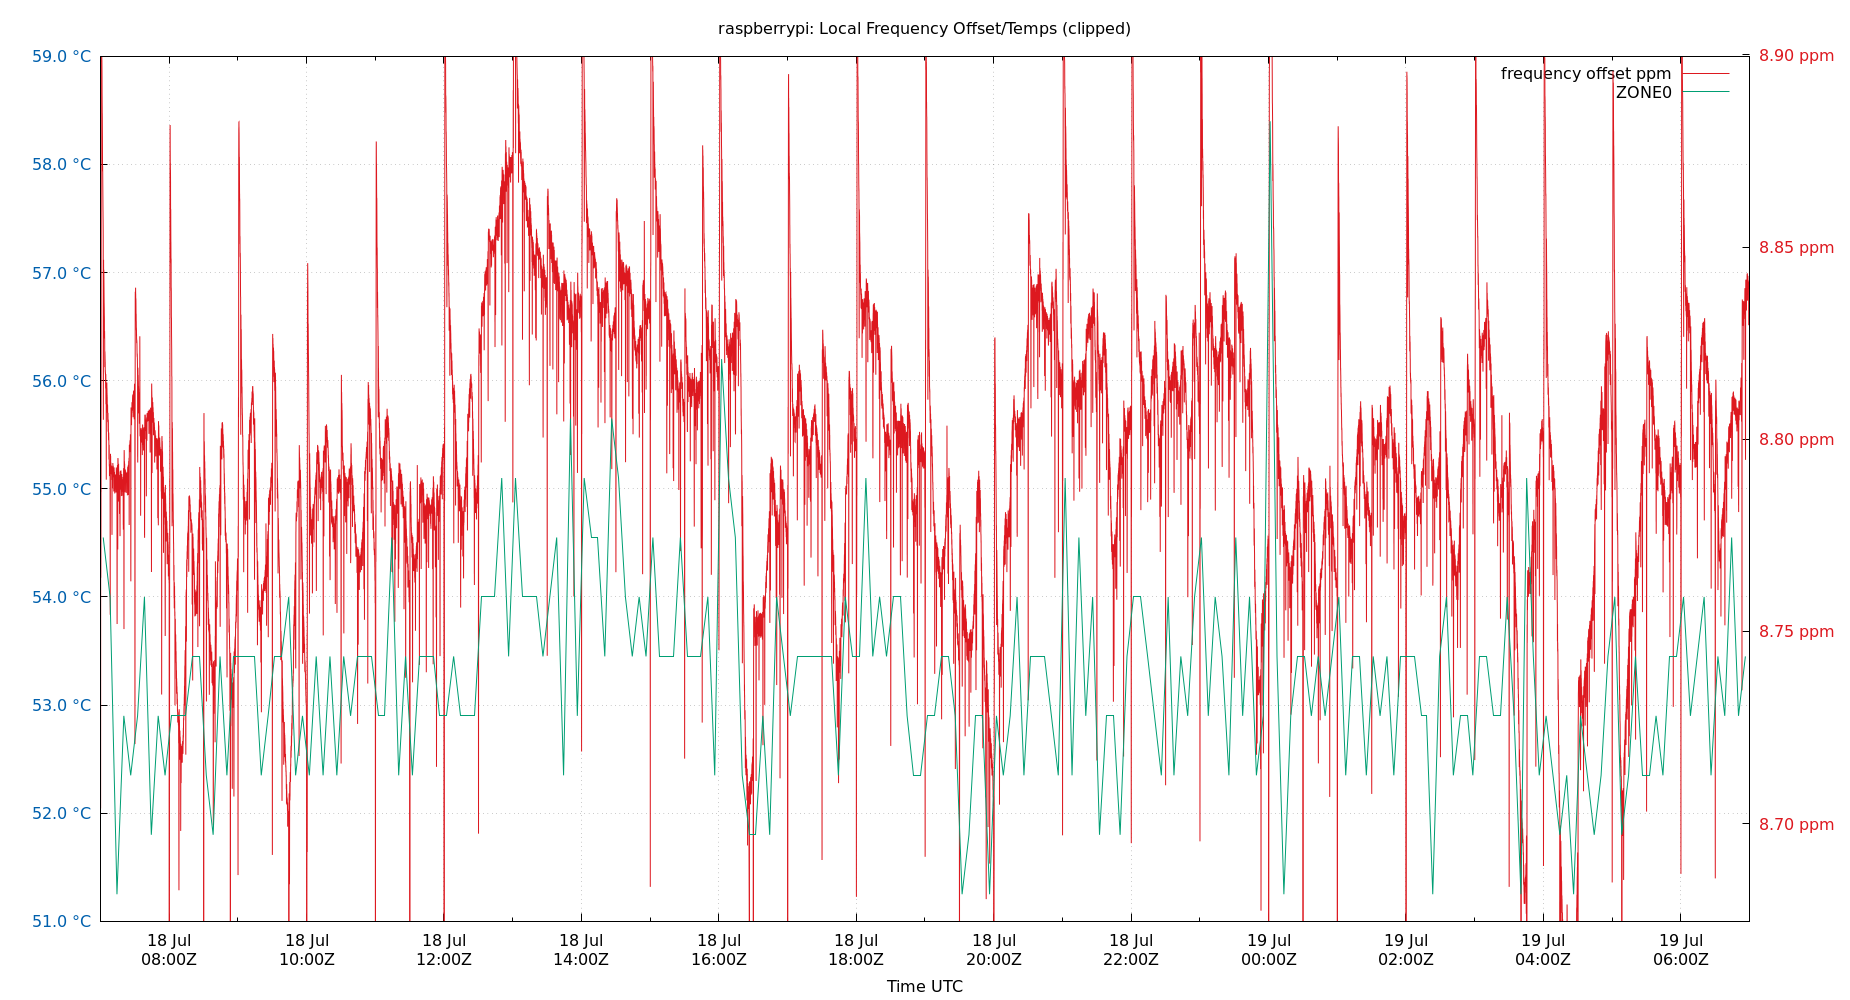 raspberrypi: Local Frequency Offset/Temps (clipped)
59.0 °C
58.0 °C
57.0 °C
56.0 °C
55.0 °C
54.0 °C
53.0 °C
52.0 °C
51.0 °C
8.90 ppm
8.85 ppm
8.80 ppm
8.75 ppm
8.70 ppm
frequency offset ppm
ZONE0
18 Jul 18 Jul 18 Jul 18 Jul 18 Jul 18 Jul 18 Jul 18 Jul 19 Jul 19 Jul 19 Jul 19 Jul
08:00Z 10:00Z 12:00Z 14:00Z 16:00Z 18:00Z 20:00Z 22:00Z 00:00Z 02:00Z 04:00Z 06:00Z
Time UTC